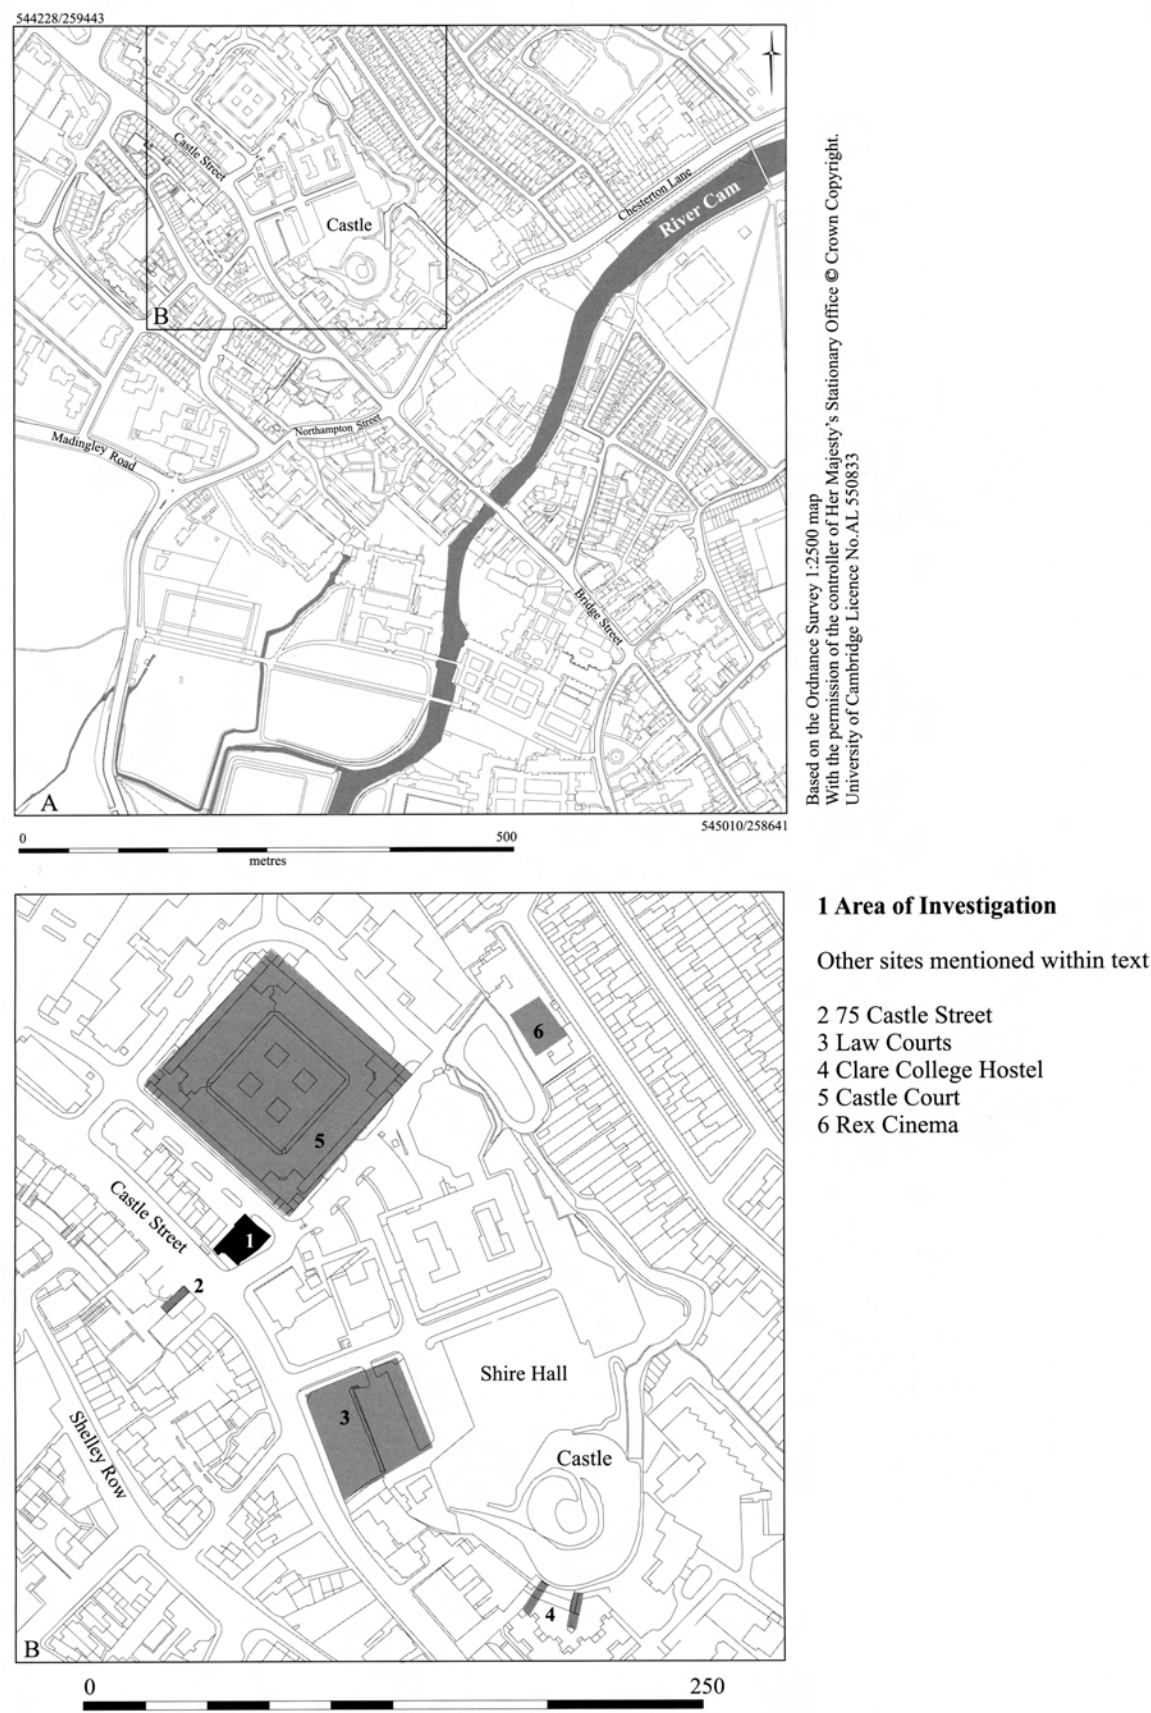 544228/259443
Castle Street
Castle
Chesterton Lane
River Cam
B
Northampton Street
Madingley Road
Bridge Street
A
545010/258641
0 500
metres
Based on the Ordnance Survey 1:2500 map
With the permission of the controller of Her Majesty's Stationary Office © Crown Copyright.
University of Cambridge Licence No.AL 550833
6
5
Castle Street
1
2
Shire Hall
3
Shelley Row
Castle
4
B
0 250
1 Area of Investigation
Other sites mentioned within text
2 75 Castle Street
3 Law Courts
4 Clare College Hostel
5 Castle Court
6 Rex Cinema